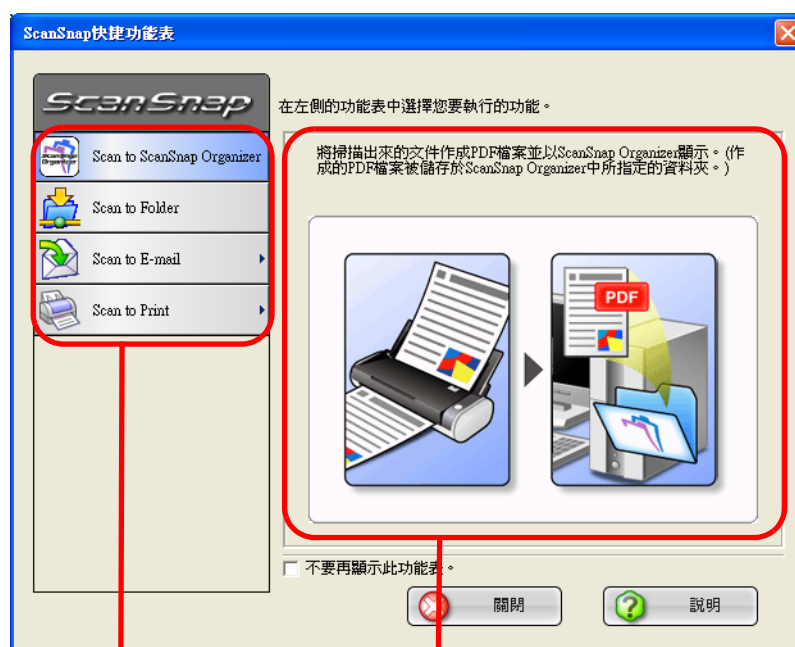 ScanSnap快捷功能表
ScanSnap
在左側的功能表中選擇您要執行的功能。
Scan to ScanSnap Organizer
Scan to Folder
Scan to E-mail
Scan to Print
將掃描出來的文件作成PDF檔案並以ScanSnap Organizer顯示。(作
成的PDF檔案被儲存於ScanSnap Organizer中所指定的資料夾。)
PDF
不要再顯示此功能表。
關閉
說明